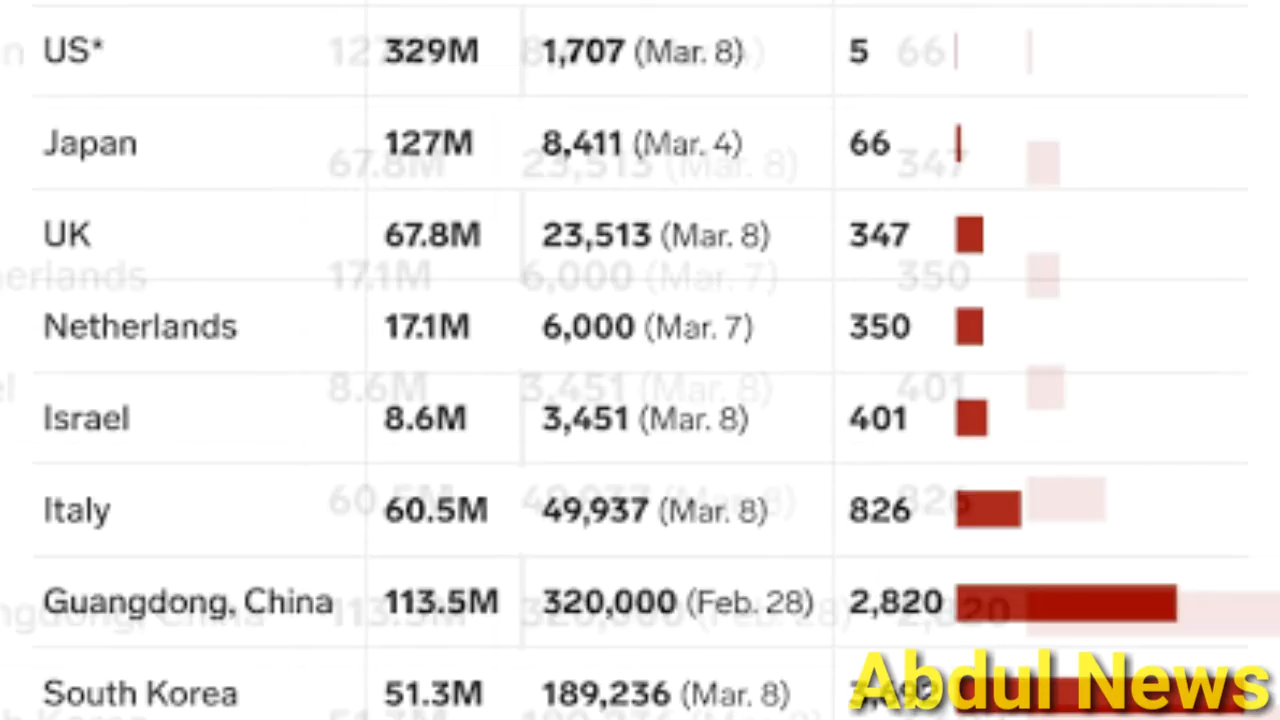 US* 329M 1,707 (Mar. 8) 5
Japan 127M 8,411 (Mar. 4) 66
UK 67.8M 23,513 (Mar. 8) 347
Netherlands 17.1M 6,000 (Mar. 7) 350
Israel 8.6M 3,451 (Mar. 8) 401
Italy 60.5M 49,937 (Mar. 8) 826
Guangdong, China 113.5M 320,000 (Feb. 28) 2,820
South Korea 51.3M 189,236 (Mar. 8)
Abdul News